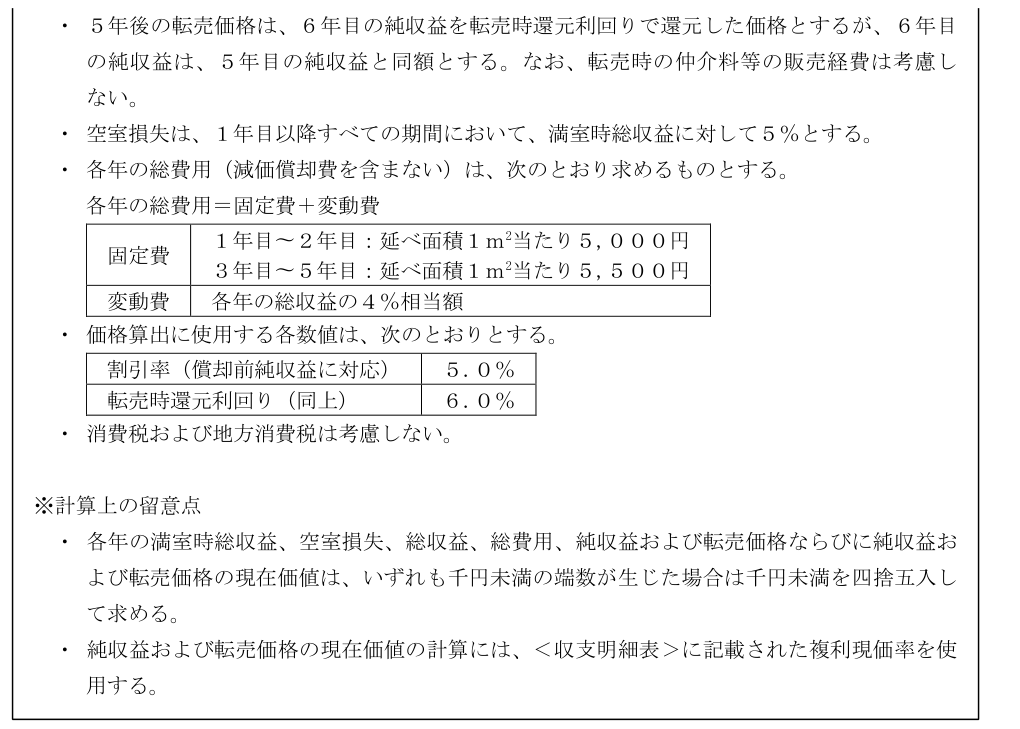 ・ ５年後の転売価格は、６年目の純収益を転売時還元利回りで還元した価格とするが、６年目
の純収益は、５年目の純収益と同額とする。なお、転売時の仲介料等の販売経費は考慮し
ない。
・ 空室損失は、１年目以降すべての期間において、満室時総収益に対して５％とする。
・ 各年の総費用（減価償却費を含まない）は、次のとおり求めるものとする。
各年の総費用＝固定費＋変動費
固定費 １年目～２年目：延べ面積１m²当たり５,０００円
３年目～５年目：延べ面積１m²当たり５,５００円
変動費 各年の総収益の４％相当額
・ 価格算出に使用する各数値は、次のとおりとする。
割引率（償却前純収益に対応） ５.０％
転売時還元利回り（同上） ６.０％
・ 消費税および地方消費税は考慮しない。
※計算上の留意点
・ 各年の満室時総収益、空室損失、総収益、総費用、純収益および転売価格ならびに純収益お
よび転売価格の現在価値は、いずれも千円未満の端数が生じた場合は千円未満を四捨五入し
て求める。
・ 純収益および転売価格の現在価値の計算には、＜収支明細表＞に記載された複利現価率を使
用する。